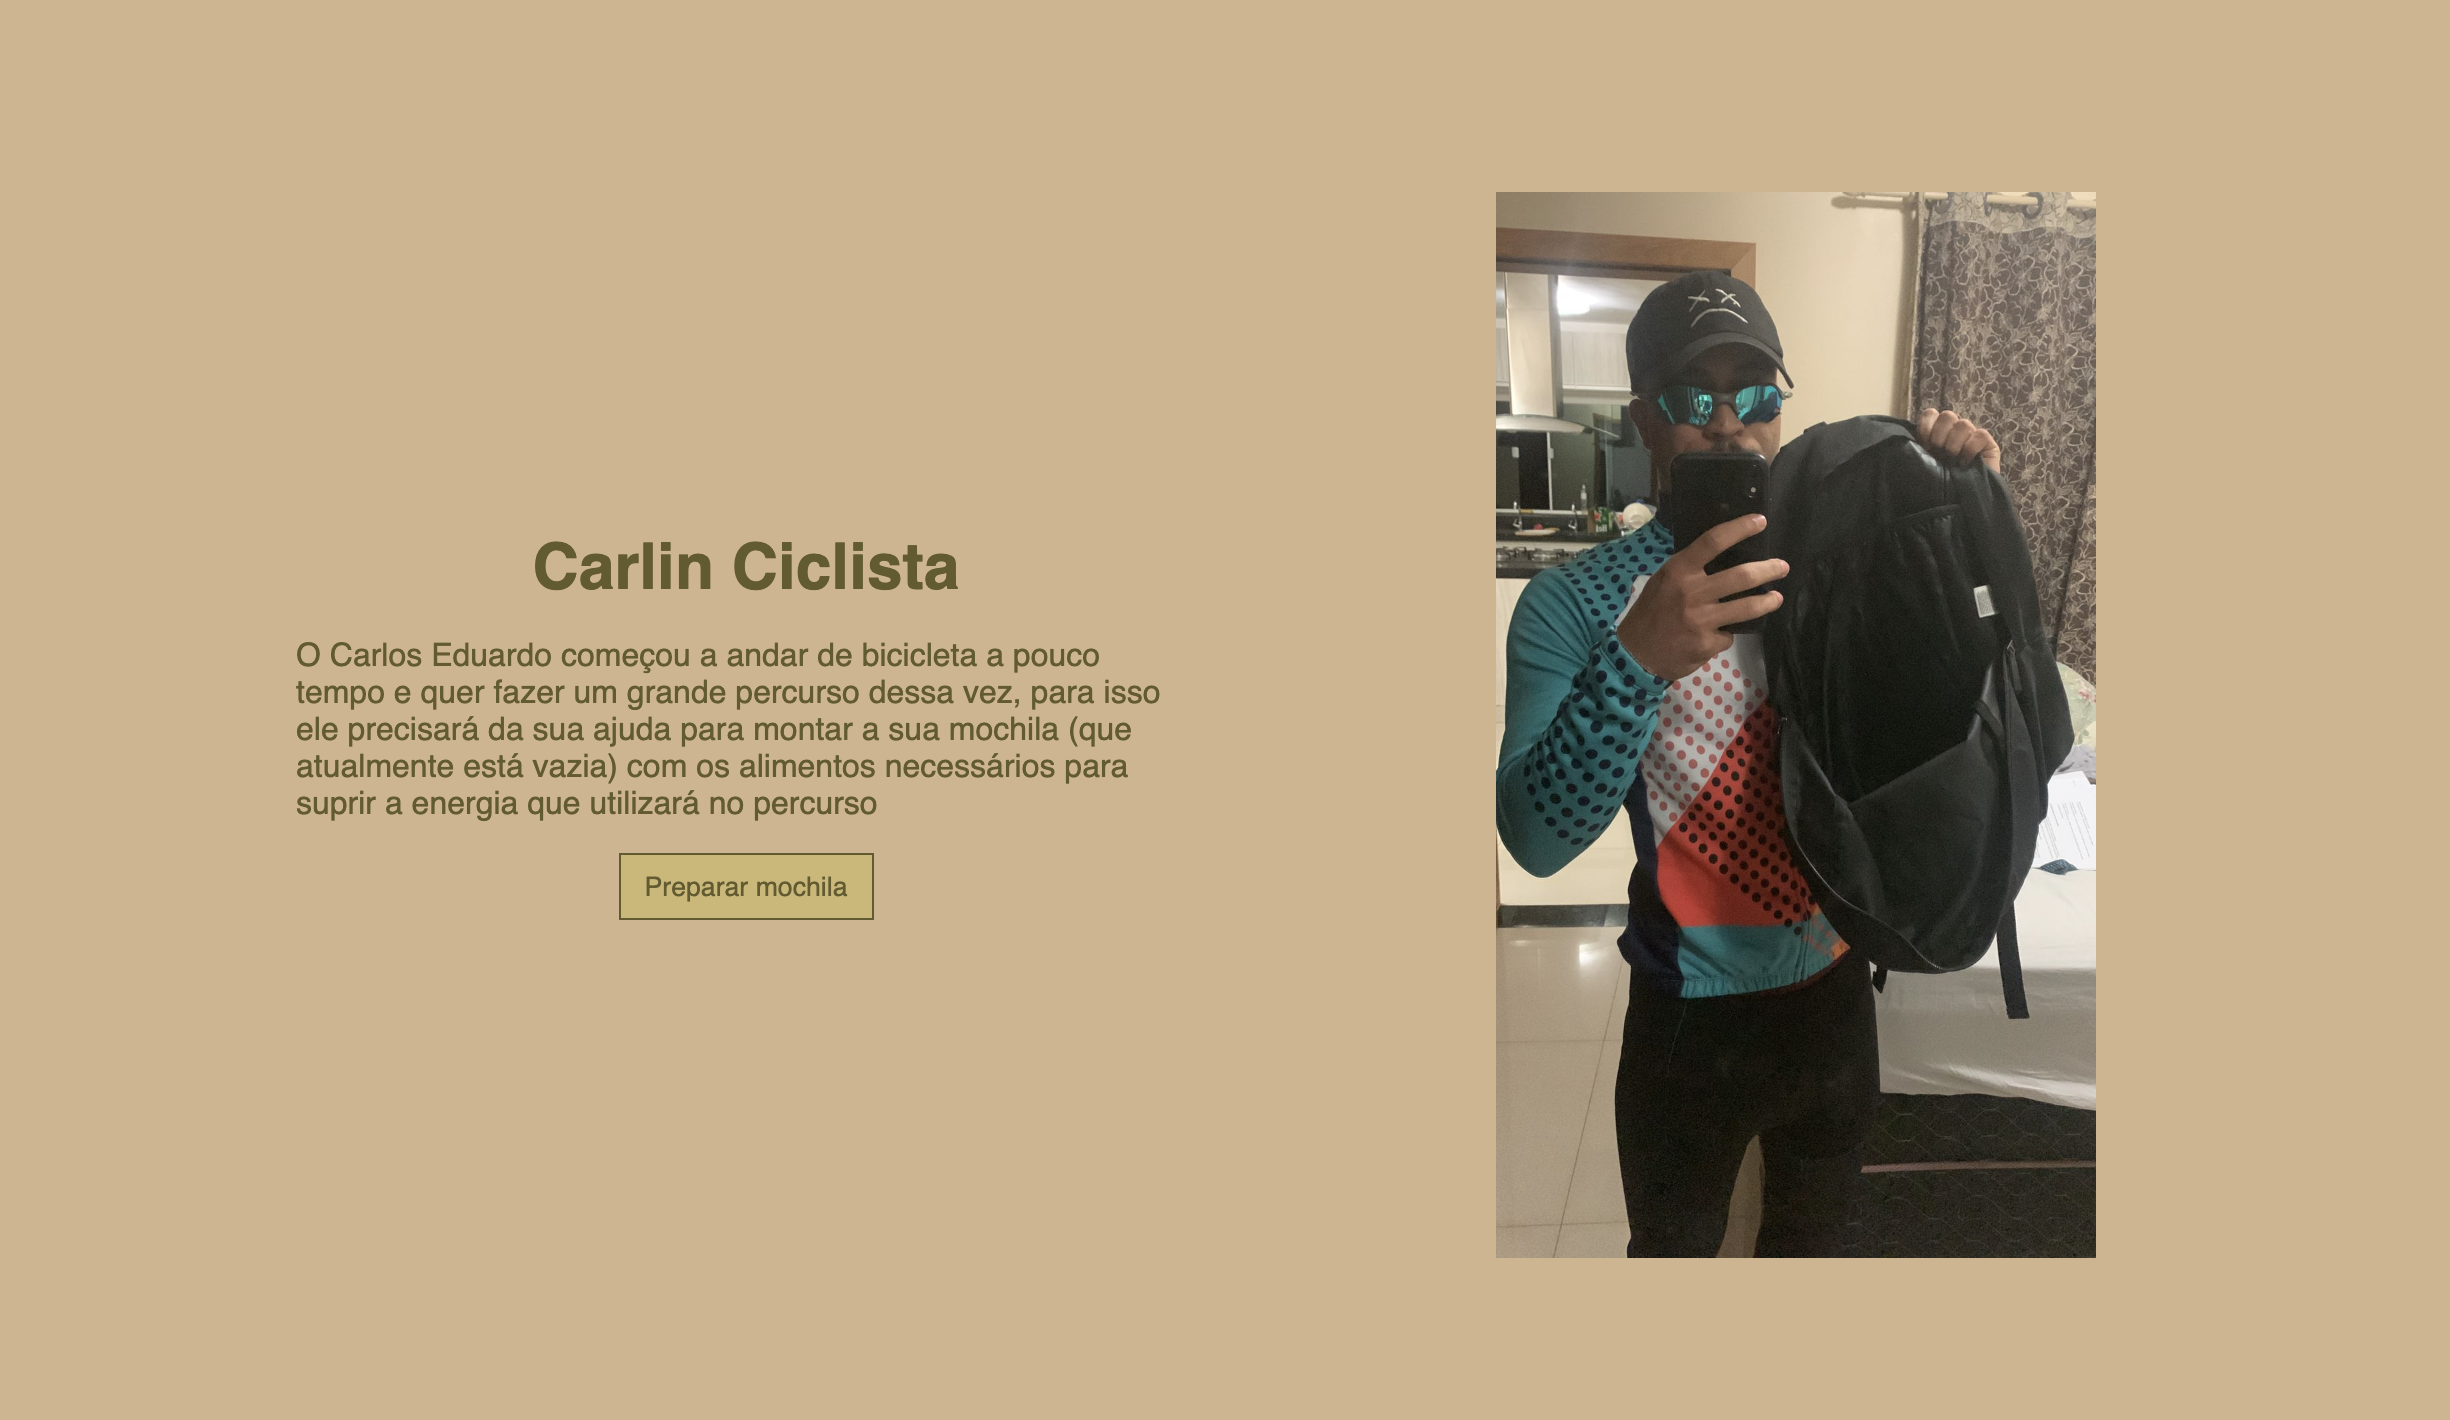 Carlin Ciclista
O Carlos Eduardo começou a andar de bicicleta a pouco
tempo e quer fazer um grande percurso dessa vez, para isso
ele precisará da sua ajuda para montar a sua mochila (que
atualmente está vazia) com os alimentos necessários para
suprir a energia que utilizará no percurso
Preparar mochila